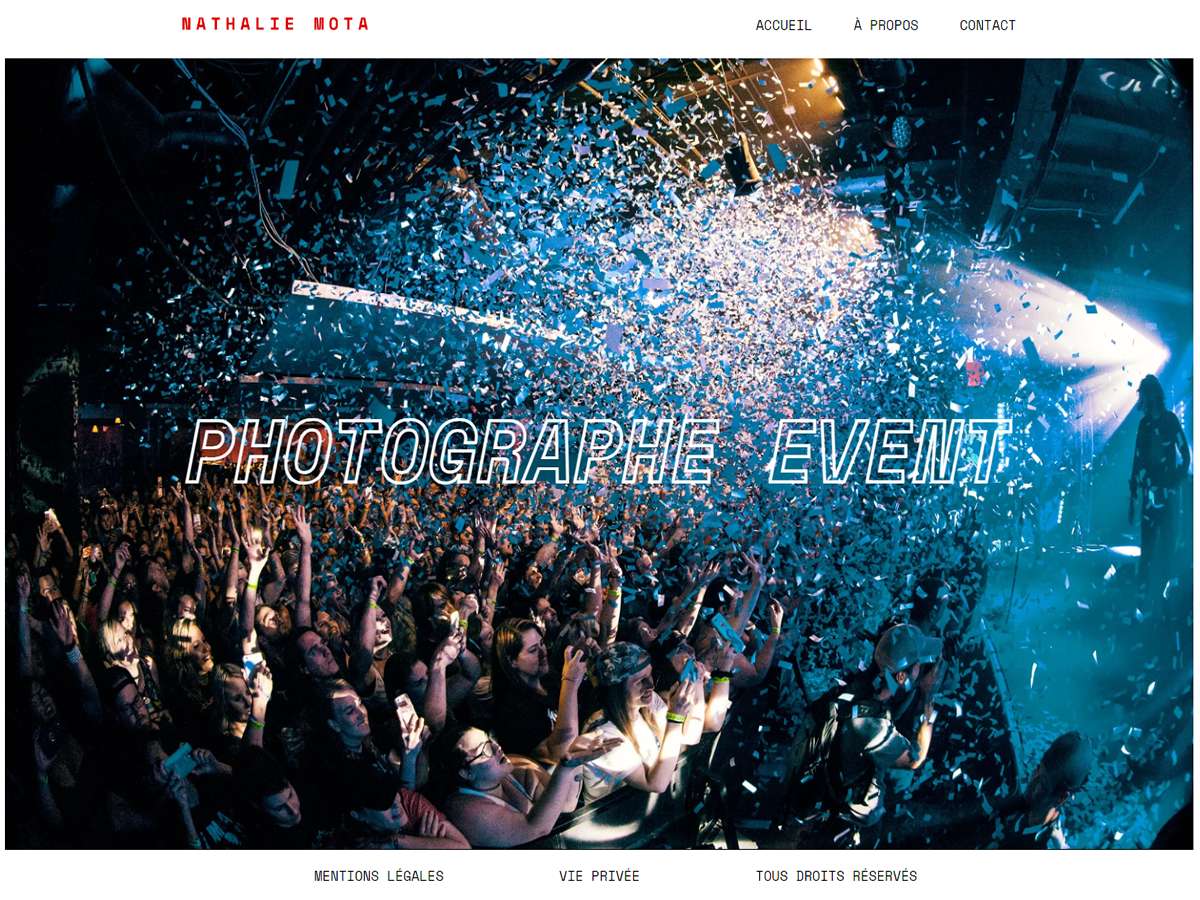 NATHALIE MOTA
ACCUEIL À PROPOS CONTACT
PHOTOGRAPHE EVENT
MENTIONS LÉGALES VIE PRIVÉE TOUS DROITS RÉSERVÉS